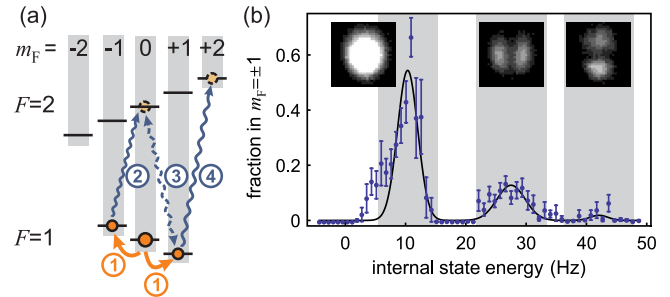 (a)
m_F = -2 -1 0 +1 +2
F=2
② ③ ④
F=1
① ①
(b)
fraction in m_F=±1
0.6
0.4
0.2
0
0 10 20 30 40 50
internal state energy (Hz)